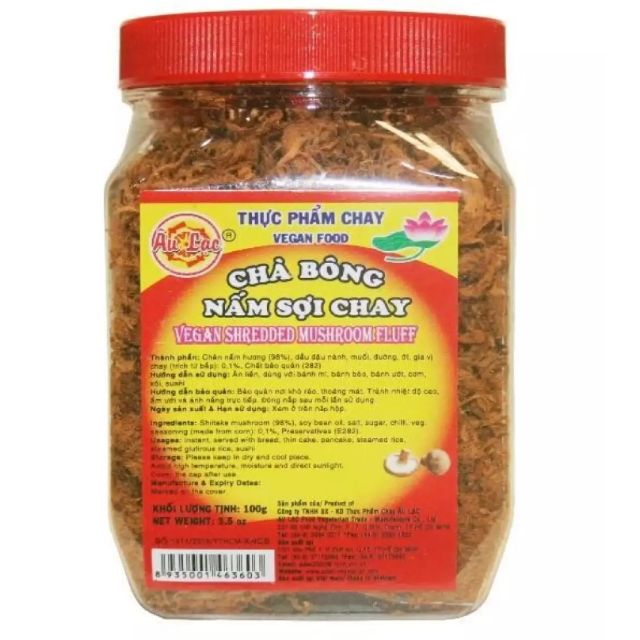 Âu Lạc ®
THỰC PHẨM CHAY
VEGAN FOOD
CHÀ BÔNG
NẤM SỢI CHAY
VEGAN SHREDDED MUSHROOM FLUFF
Thành phần: Chân nấm hương (98%), dầu đậu nành, muối, đường, ớt, gia vị
chay (trích từ bắp): 0,1%, Chất bảo quản (282)
Hướng dẫn sử dụng: Ăn liền, dùng với bánh mì, bánh bèo, bánh ướt, cơm,
xôi, sushi
Hướng dẫn bảo quản: Bảo quản nơi khô ráo, thoáng mát. Tránh nhiệt độ cao,
ẩm ướt và ánh nắng trực tiếp. Đóng nắp sau mỗi lần sử dụng
Ngày sản xuất & Hạn sử dụng: Xem ở trên nắp hộp.
Ingredients: Shiitake mushroom (98%), soy bean oil, salt, sugar, chilli, veg.
seasoning (made from corn): 0,1%, Preservatives (E282).
Usages: Instant, served with bread, thin cake, pancake, steamed rice,
steamed glutinous rice, sushi
Storage: Please keep in dry and cool place.
Avoid high temperature, moisture and direct sunlight.
Cover the cap after use
Manufacture & Expiry Dates:
Marked on the cover
KHỐI LƯỢNG TỊNH: 100g
NET WEIGHT: 3.5 oz
Sản phẩm của/ Product of
Công ty TNHH SX - KD Thực Phẩm Chay ÂU LẠC
8 935001 463603